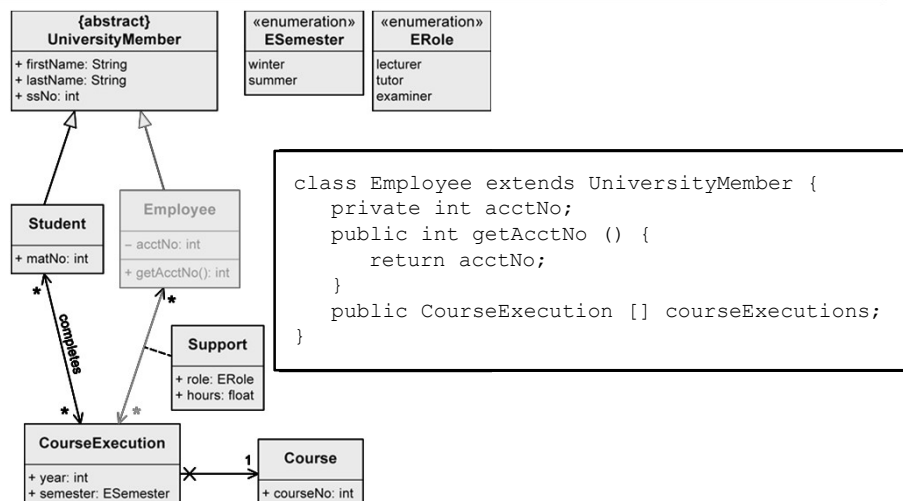 {abstract}
UniversityMember
+ firstName: String
+ lastName: String
+ ssNo: int
«enumeration»
ESemester
winter
summer
«enumeration»
ERole
lecturer
tutor
examiner
class Employee extends UniversityMember {
private int acctNo;
public int getAcctNo () {
return acctNo;
}
public CourseExecution [] courseExecutions;
}
Student
+ matNo: int
Employee
– acctNo: int
+ getAcctNo(): int
*
*
completes
Support
+ role: ERole
+ hours: float
*
*
CourseExecution
+ year: int
+ semester: ESemester
1
Course
+ courseNo: int